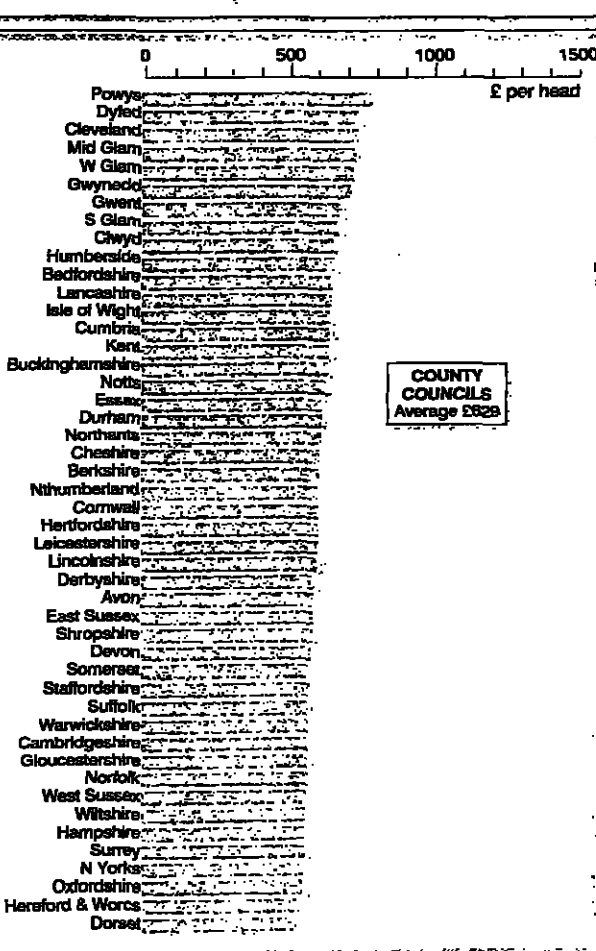 0 500 1000 1500
£ per head
Powys
Dyfed
Cleveland
Mid Glam
W Glam
Gwynedd
Gwent
S Glam
Clwyd
Humberside
Bedfordshire
Lancashire
Isle of Wight
Cumbria
Kent
Buckinghamshire
Notts
Essex
Durham
Northants
Cheshire
Berkshire
Nthumberland
Cornwall
Hertfordshire
Leicestershire
Lincolnshire
Derbyshire
Avon
East Sussex
Shropshire
Devon
Somerset
Staffordshire
Suffolk
Warwickshire
Cambridgeshire
Gloucestershire
Norfolk
West Sussex
Wiltshire
Hampshire
Surrey
N Yorks
Oxfordshire
Hereford & Worcs
Dorset
COUNTY
COUNCILS
Average £629